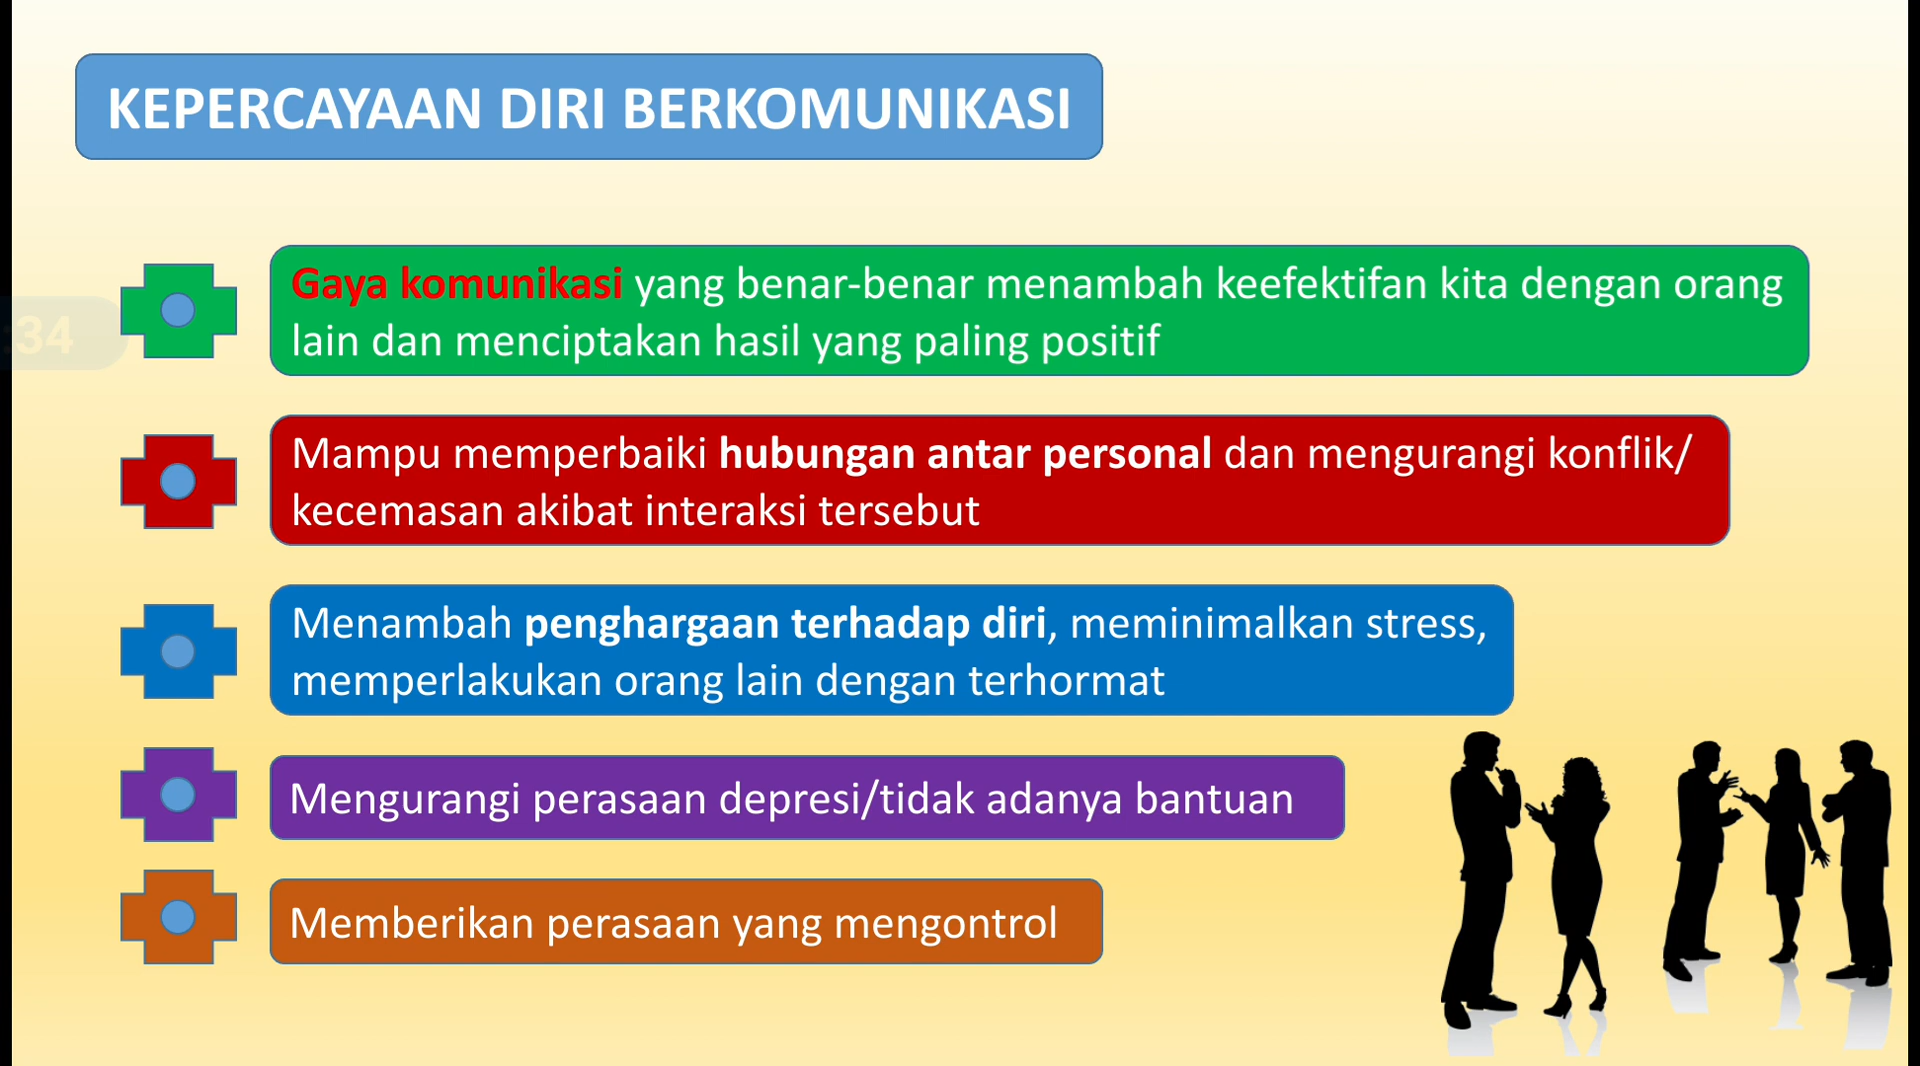 KEPERCAYAAN DIRI BERKOMUNIKASI
Gaya komunikasi yang benar-benar menambah keefektifan kita dengan orang
lain dan menciptakan hasil yang paling positif
:34
Mampu memperbaiki hubungan antar personal dan mengurangi konflik/
kecemasan akibat interaksi tersebut
Menambah penghargaan terhadap diri, meminimalkan stress,
memperlakukan orang lain dengan terhormat
Mengurangi perasaan depresi/tidak adanya bantuan
Memberikan perasaan yang mengontrol